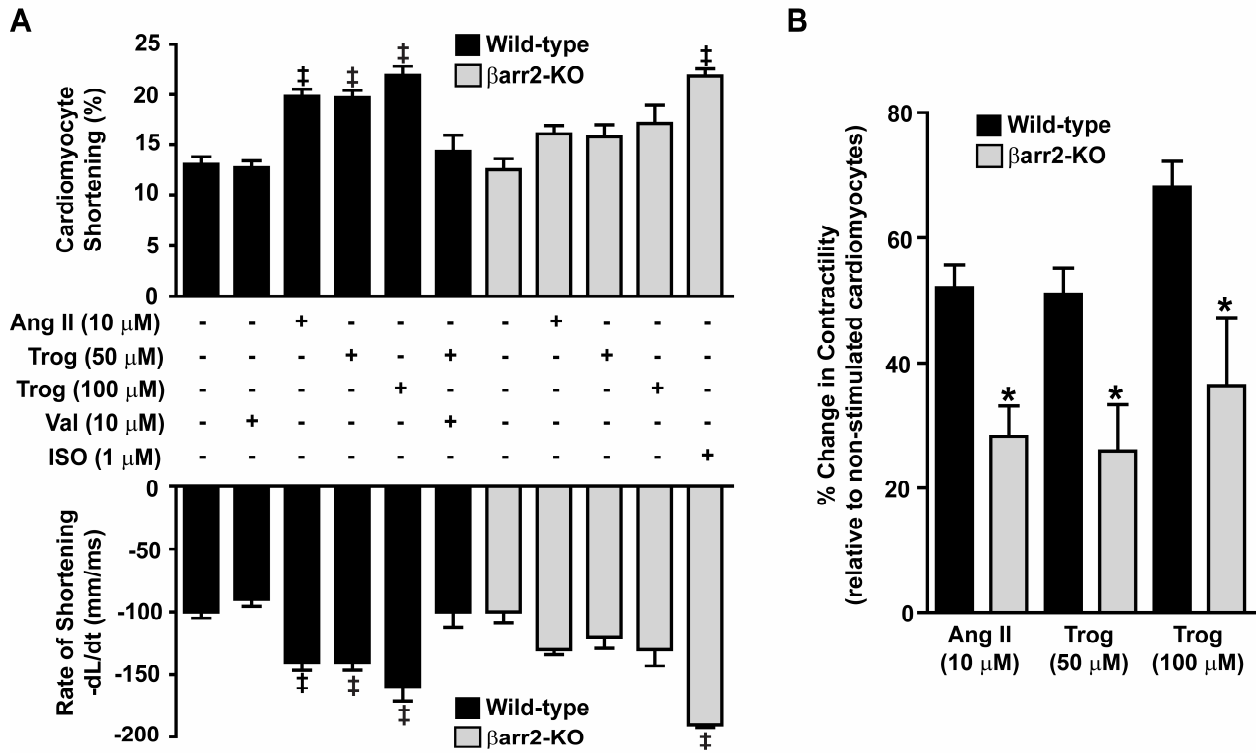 A
Cardiomyocyte
Shortening (%)
25
20
15
10
5
0
‡ ‡ ‡ ‡
Wild-type
βarr2-KO
Ang II (10 μM) - - + - - - - + - - -
Trog (50 μM) - - - + - + - - + - -
Trog (100 μM) - - - - + - - - - + -
Val (10 μM) - + - - - + - - - - -
ISO (1 μM) - - - - - - - - - - +
Rate of Shortening
-dL/dt (mm/ms)
0
-50
-100
-150
-200
‡ ‡ ‡ ‡
Wild-type
βarr2-KO
B
% Change in Contractility
(relative to non-stimulated cardiomyocytes)
80
60
40
20
0
Wild-type
βarr2-KO
* * *
Ang II Trog Trog
(10 μM) (50 μM) (100 μM)